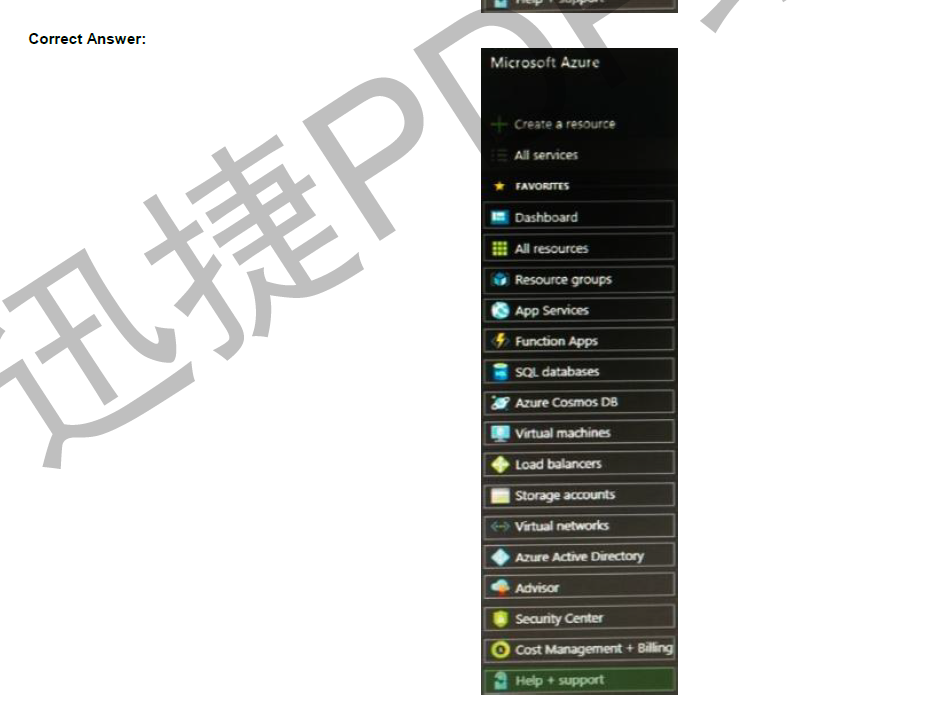 Help + support
Correct Answer:
Microsoft Azure
Create a resource
All services
FAVORITES
Dashboard
All resources
Resource groups
App Services
Function Apps
SQL databases
Azure Cosmos DB
Virtual machines
Load balancers
Storage accounts
Virtual networks
Azure Active Directory
Advisor
Security Center
Cost Management + Billing
Help + support
迅捷PDF